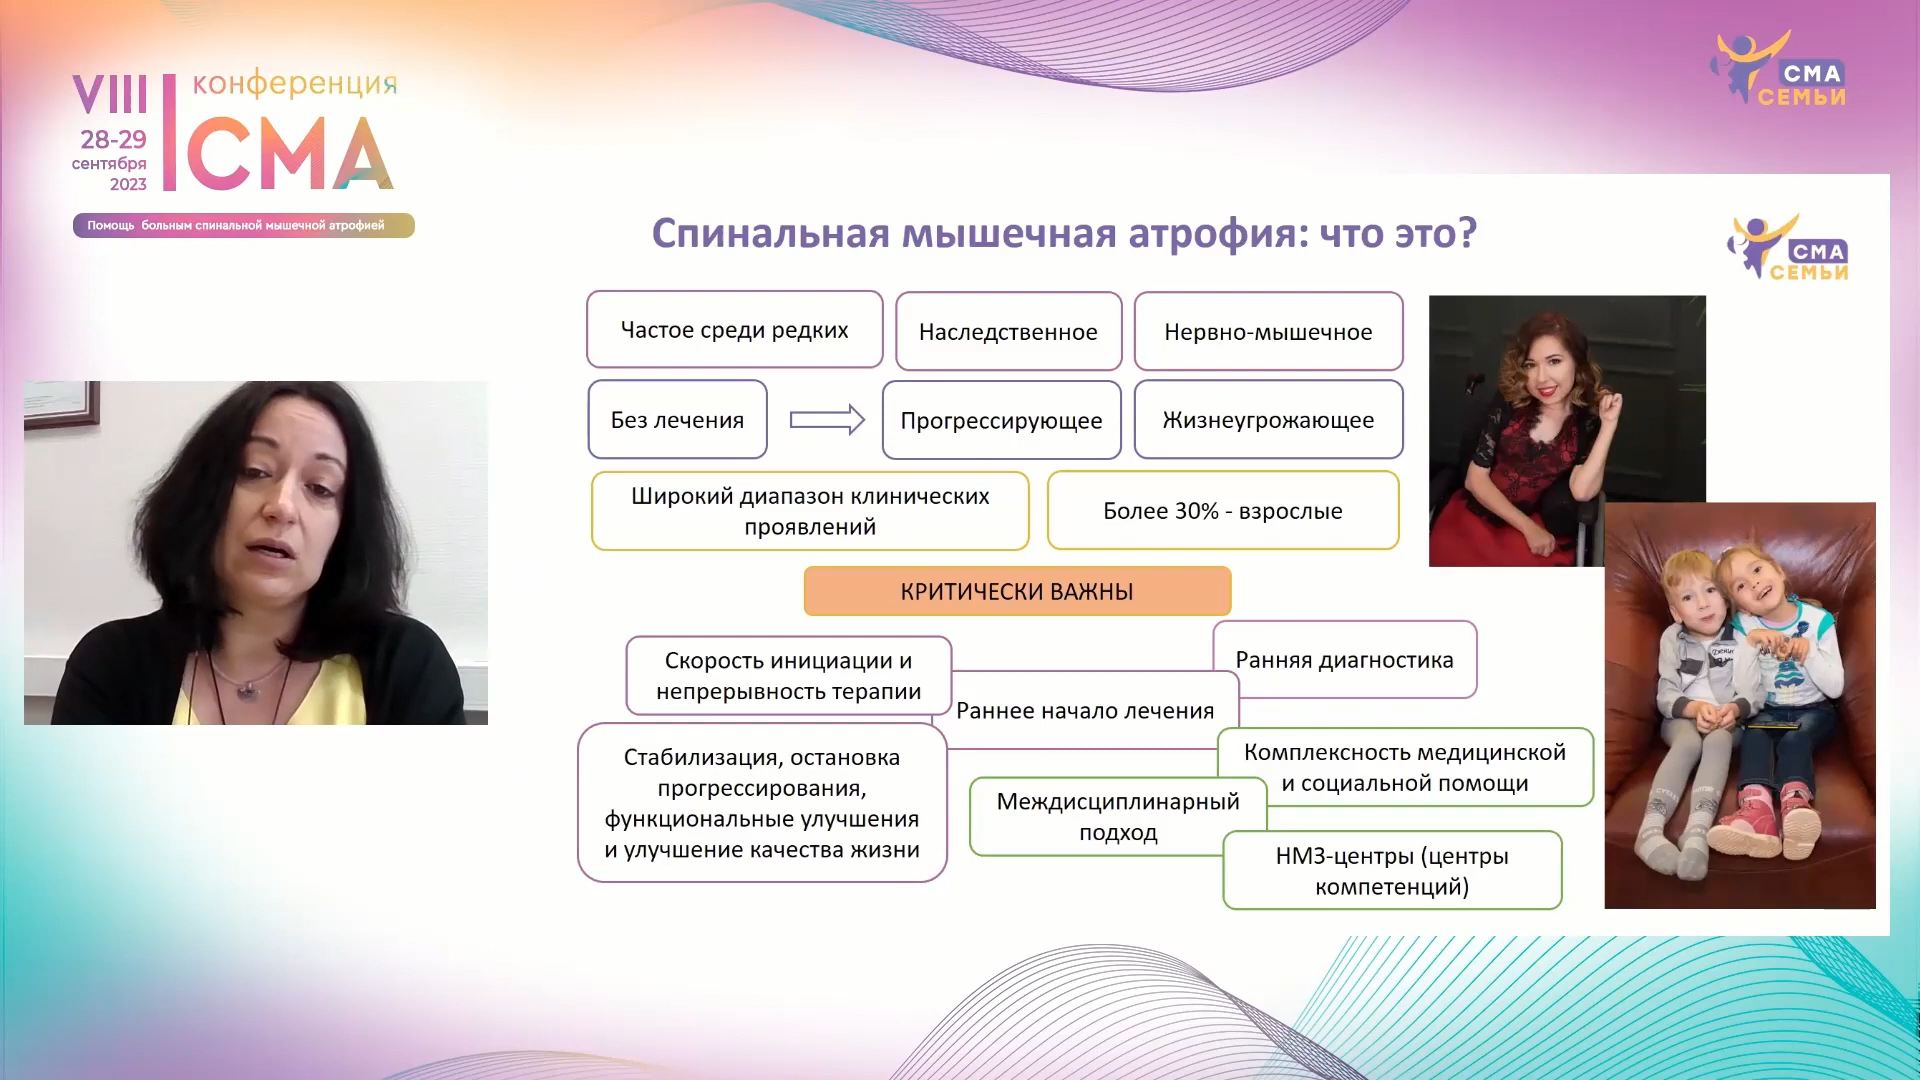 VIII
конференция
28-29
сентября
2023
СМА
Помощь больным спинальной мышечной атрофией
СМА
СЕМЬИ
Спинальная мышечная атрофия: что это?
СМА
СЕМЬИ
Частое среди редких
Наследственное
Нервно-мышечное
Без лечения
Прогрессирующее
Жизнеугрожающее
Широкий диапазон клинических
проявлений
Более 30% - взрослые
КРИТИЧЕСКИ ВАЖНЫ
Скорость инициации и
непрерывность терапии
Раннее начало лечения
Ранняя диагностика
Стабилизация, остановка
прогрессирования,
функциональные улучшения
и улучшение качества жизни
Междисциплинарный
подход
Комплексность медицинской
и социальной помощи
НМЗ-центры (центры
компетенций)